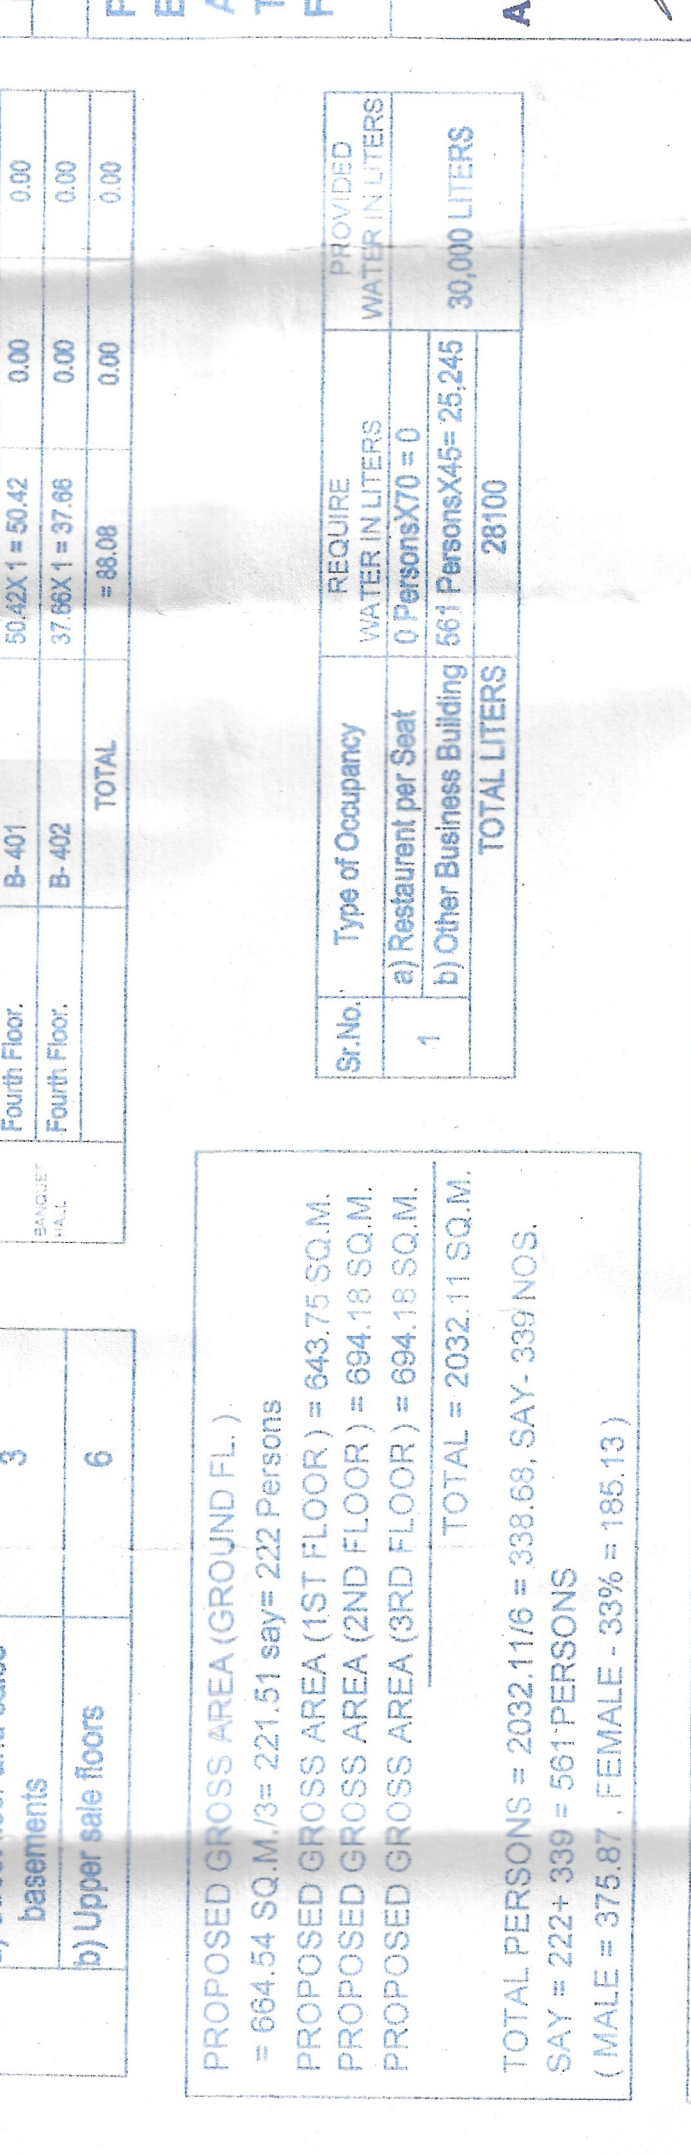 basements
3
b) Upper sale floors
6
BANQUET
HALL
Fourth Floor.
B- 401
50.42X 1 = 50.42
0.00
0.00
Fourth Floor.
B- 402
37.66X 1 = 37.66
0.00
0.00
TOTAL
= 88.08
0.00
0.00
PROPOSED GROSS AREA (GROUND FL. )
= 664.54 SQ.M./3= 221.51 say= 222 Persons
PROPOSED GROSS AREA (1ST FLOOR) = 643.75 SQ.M.
PROPOSED GROSS AREA (2ND FLOOR ) = 694.18 SQ.M.
PROPOSED GROSS AREA (3RD FLOOR ) = 694.18 SQ.M.
TOTAL = 2032.11 SQ.M.
TOTAL PERSONS = 2032.11/6 = 338.68, SAY- 339 NOS.
SAY = 222+ 339 = 561 PERSONS
( MALE = 375.87 , FEMALE - 33% = 185.13 )
Sr.No.
Type of Occupancy
REQUIRE
WATER IN LITERS
PROVIDED
WATER IN LITERS
1
a) Restaurent per Seat
0 PersonsX70 = 0
b) Other Business Building
561 PersonsX45= 25,245
30,000 LITERS
TOTAL LITERS
28100